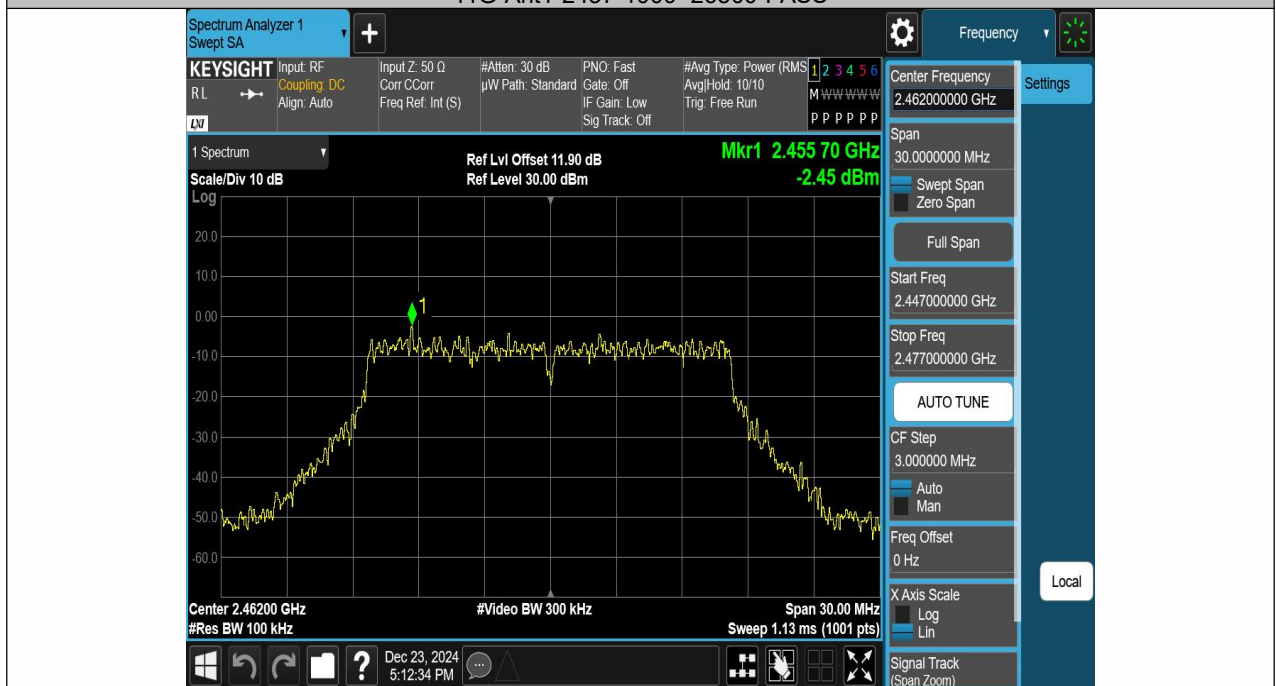 Spectrum Analyzer 1
Swept SA
Frequency
KEYSIGHT
RL
LXI
Input: RF
Coupling: DC
Align: Auto
Input Z: 50 Ω
Corr CCorr
Freq Ref: Int (S)
#Atten: 30 dB
µW Path: Standard
PNO: Fast
Gate: Off
IF Gain: Low
Sig Track: Off
#Avg Type: Power (RMS
Avg|Hold: 10/10
Trig: Free Run
1 2 3 4 5 6
M W W W W W
P P P P P P
1 Spectrum
Scale/Div 10 dB
Log
Ref Lvl Offset 11.90 dB
Ref Level 30.00 dBm
Mkr1 2.455 70 GHz
-2.45 dBm
20.0
10.0
0.00
-10.0
-20.0
-30.0
-40.0
-50.0
-60.0
1
Center 2.46200 GHz
#Video BW 300 kHz
Span 30.00 MHz
#Res BW 100 kHz
Sweep 1.13 ms (1001 pts)
Dec 23, 2024
5:12:34 PM
Center Frequency
2.462000000 GHz
Settings
Span
30.0000000 MHz
Swept Span
Zero Span
Full Span
Start Freq
2.447000000 GHz
Stop Freq
2.477000000 GHz
AUTO TUNE
CF Step
3.000000 MHz
Auto
Man
Freq Offset
0 Hz
Local
X Axis Scale
Log
Lin
Signal Track
(Span Zoom)